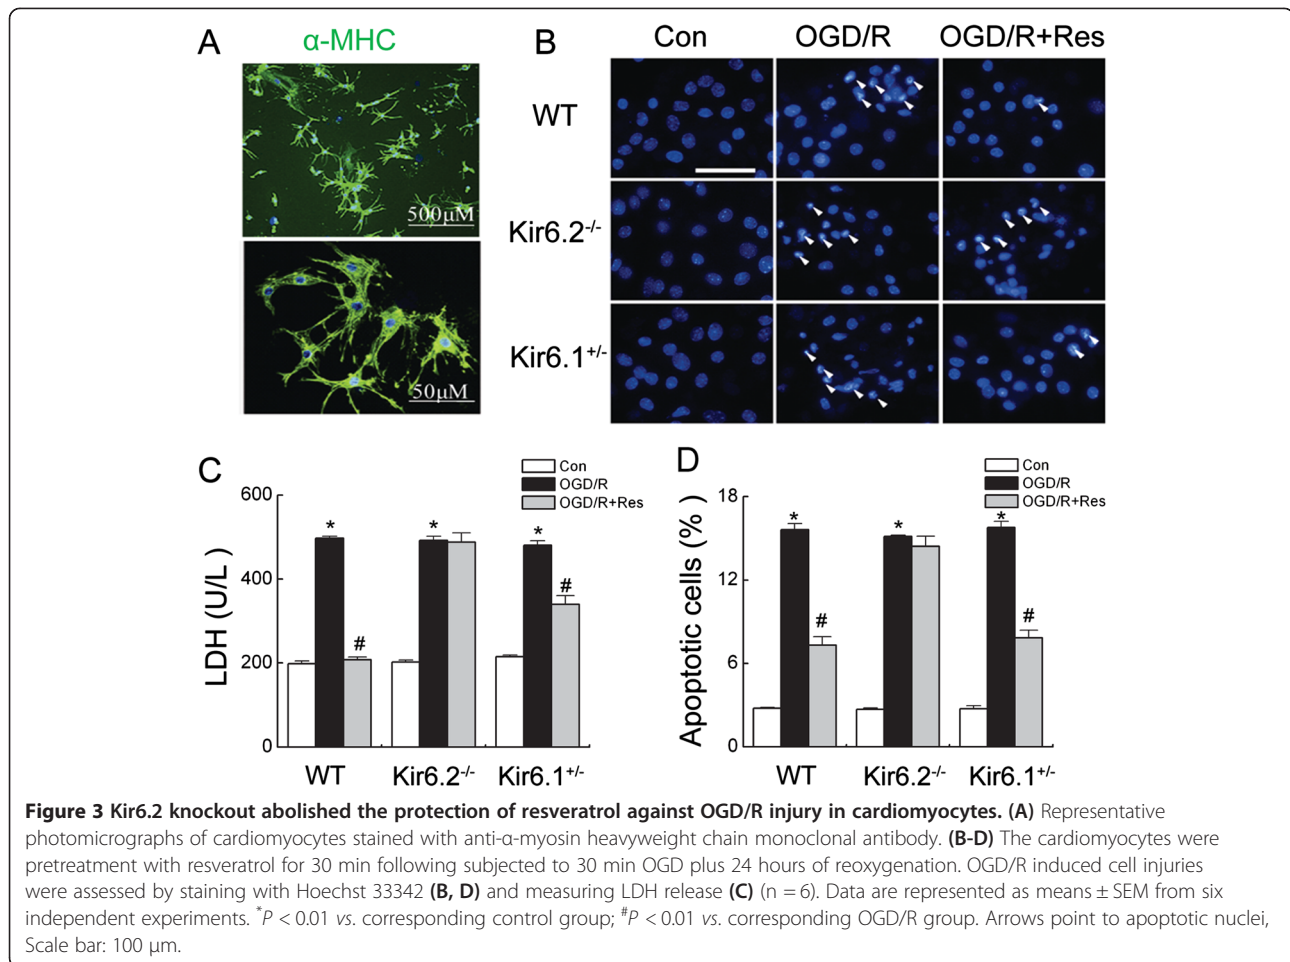 A
α-MHC
500μM
50μM
B
Con OGD/R OGD/R+Res
WT
Kir6.2-/-
Kir6.1+/-
C
Con
OGD/R
OGD/R+Res
LDH (U/L )
600
400
200
0
* # * * #
WT Kir6.2-/- Kir6.1+/-
D
Con
OGD/R
OGD/R+Res
Apoptotic cells (% )
18
12
6
0
* # * * #
WT Kir6.2-/- Kir6.1+/-
Figure 3 Kir6.2 knockout abolished the protection of resveratrol against OGD/R injury in cardiomyocytes. (A) Representative
photomicrographs of cardiomyocytes stained with anti-α-myosin heavyweight chain monoclonal antibody. (B-D) The cardiomyocytes were
pretreatment with resveratrol for 30 min following subjected to 30 min OGD plus 24 hours of reoxygenation. OGD/R induced cell injuries
were assessed by staining with Hoechst 33342 (B, D) and measuring LDH release (C) (n = 6). Data are represented as means ± SEM from six
independent experiments. *P < 0.01 vs. corresponding control group; #P < 0.01 vs. corresponding OGD/R group. Arrows point to apoptotic nuclei,
Scale bar: 100 μm.